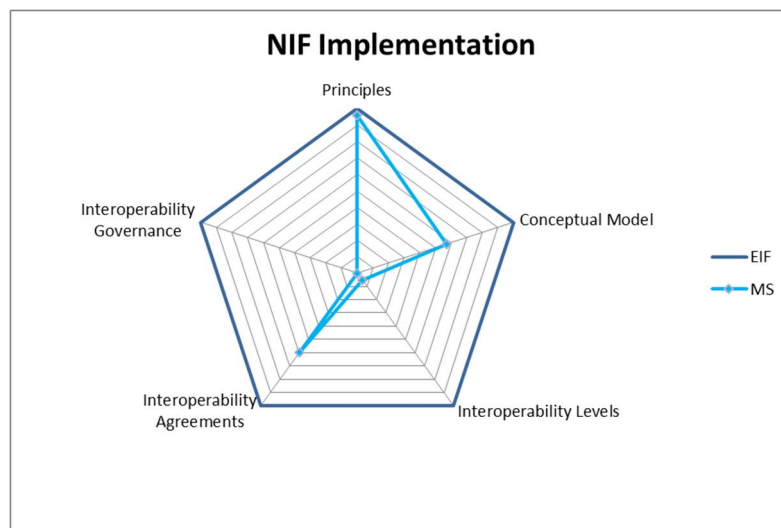 NIF Implementation
Principles
Interoperability
Governance
Conceptual Model
EIF
MS
Interoperability
Agreements
Interoperability Levels